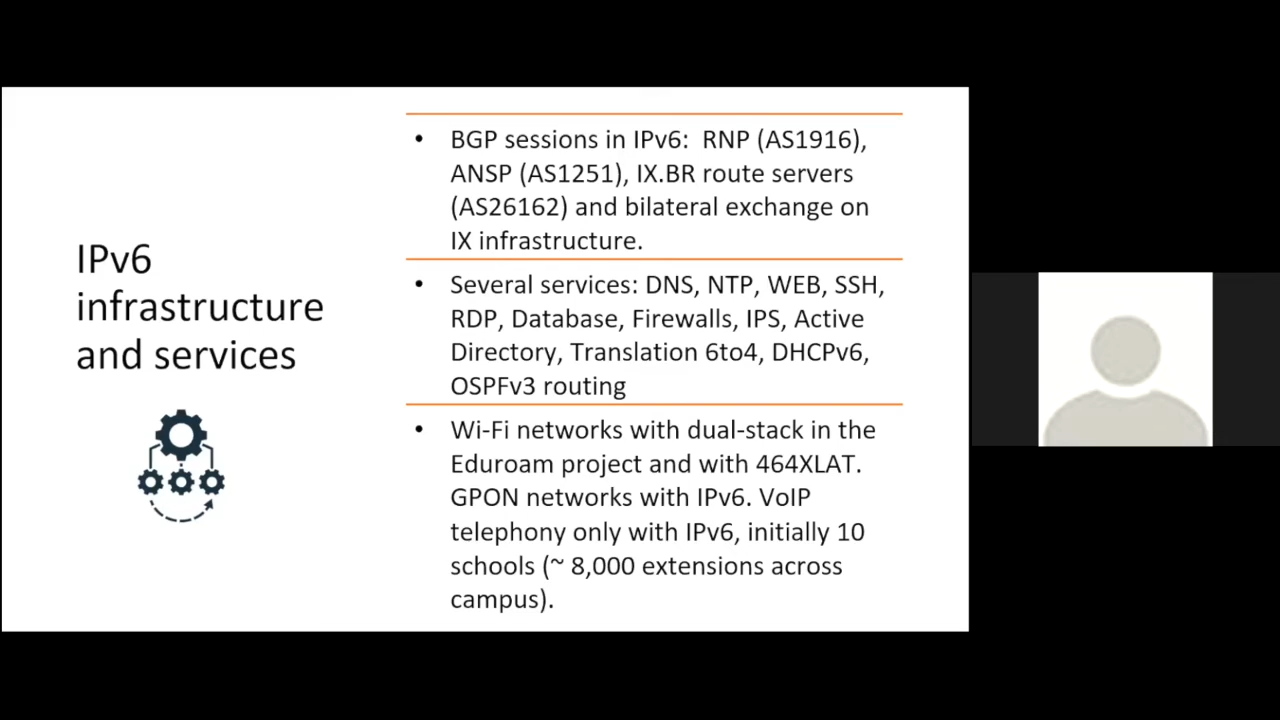 IPv6
infrastructure
and services
• BGP sessions in IPv6: RNP (AS1916),
ANSP (AS1251), IX.BR route servers
(AS26162) and bilateral exchange on
IX infrastructure.
• Several services: DNS, NTP, WEB, SSH,
RDP, Database, Firewalls, IPS, Active
Directory, Translation 6to4, DHCPv6,
OSPFv3 routing
• Wi-Fi networks with dual-stack in the
Eduroam project and with 464XLAT.
GPON networks with IPv6. VoIP
telephony only with IPv6, initially 10
schools (~ 8,000 extensions across
campus).